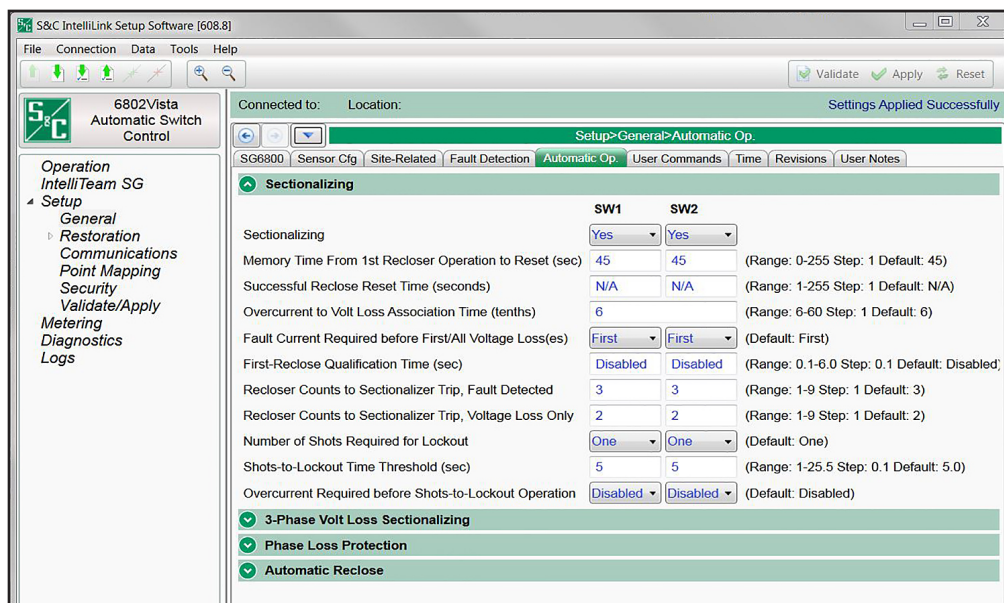 S&C IntelliLink Setup Software [608.8]
File Connection Data Tools Help
Validate Apply Reset
S&C
6802Vista
Automatic Switch
Control
Connected to: Location: Settings Applied Successfully
Setup>General>Automatic Op.
SG6800 Sensor Cfg Site-Related Fault Detection Automatic Op. User Commands Time Revisions User Notes
Operation
IntelliTeam SG
Setup
General
Restoration
Communications
Point Mapping
Security
Validate/Apply
Metering
Diagnostics
Logs
Sectionalizing
SW1 SW2
Sectionalizing Yes Yes
Memory Time From 1st Recloser Operation to Reset (sec) 45 45 (Range: 0-255 Step: 1 Default: 45)
Successful Reclose Reset Time (seconds) N/A N/A (Range: 1-255 Step: 1 Default: N/A)
Overcurrent to Volt Loss Association Time (tenths) 6 (Range: 6-60 Step: 1 Default: 6)
Fault Current Required before First/All Voltage Loss(es) First First (Default: First)
First-Reclose Qualification Time (sec) Disabled Disabled (Range: 0.1-6.0 Step: 0.1 Default: Disabled)
Recloser Counts to Sectionalizer Trip, Fault Detected 3 3 (Range: 1-9 Step: 1 Default: 3)
Recloser Counts to Sectionalizer Trip, Voltage Loss Only 2 2 (Range: 1-9 Step: 1 Default: 2)
Number of Shots Required for Lockout One One (Default: One)
Shots-to-Lockout Time Threshold (sec) 5 5 (Range: 1-25.5 Step: 0.1 Default: 5.0)
Overcurrent Required before Shots-to-Lockout Operation Disabled Disabled (Default: Disabled)
3-Phase Volt Loss Sectionalizing
Phase Loss Protection
Automatic Reclose